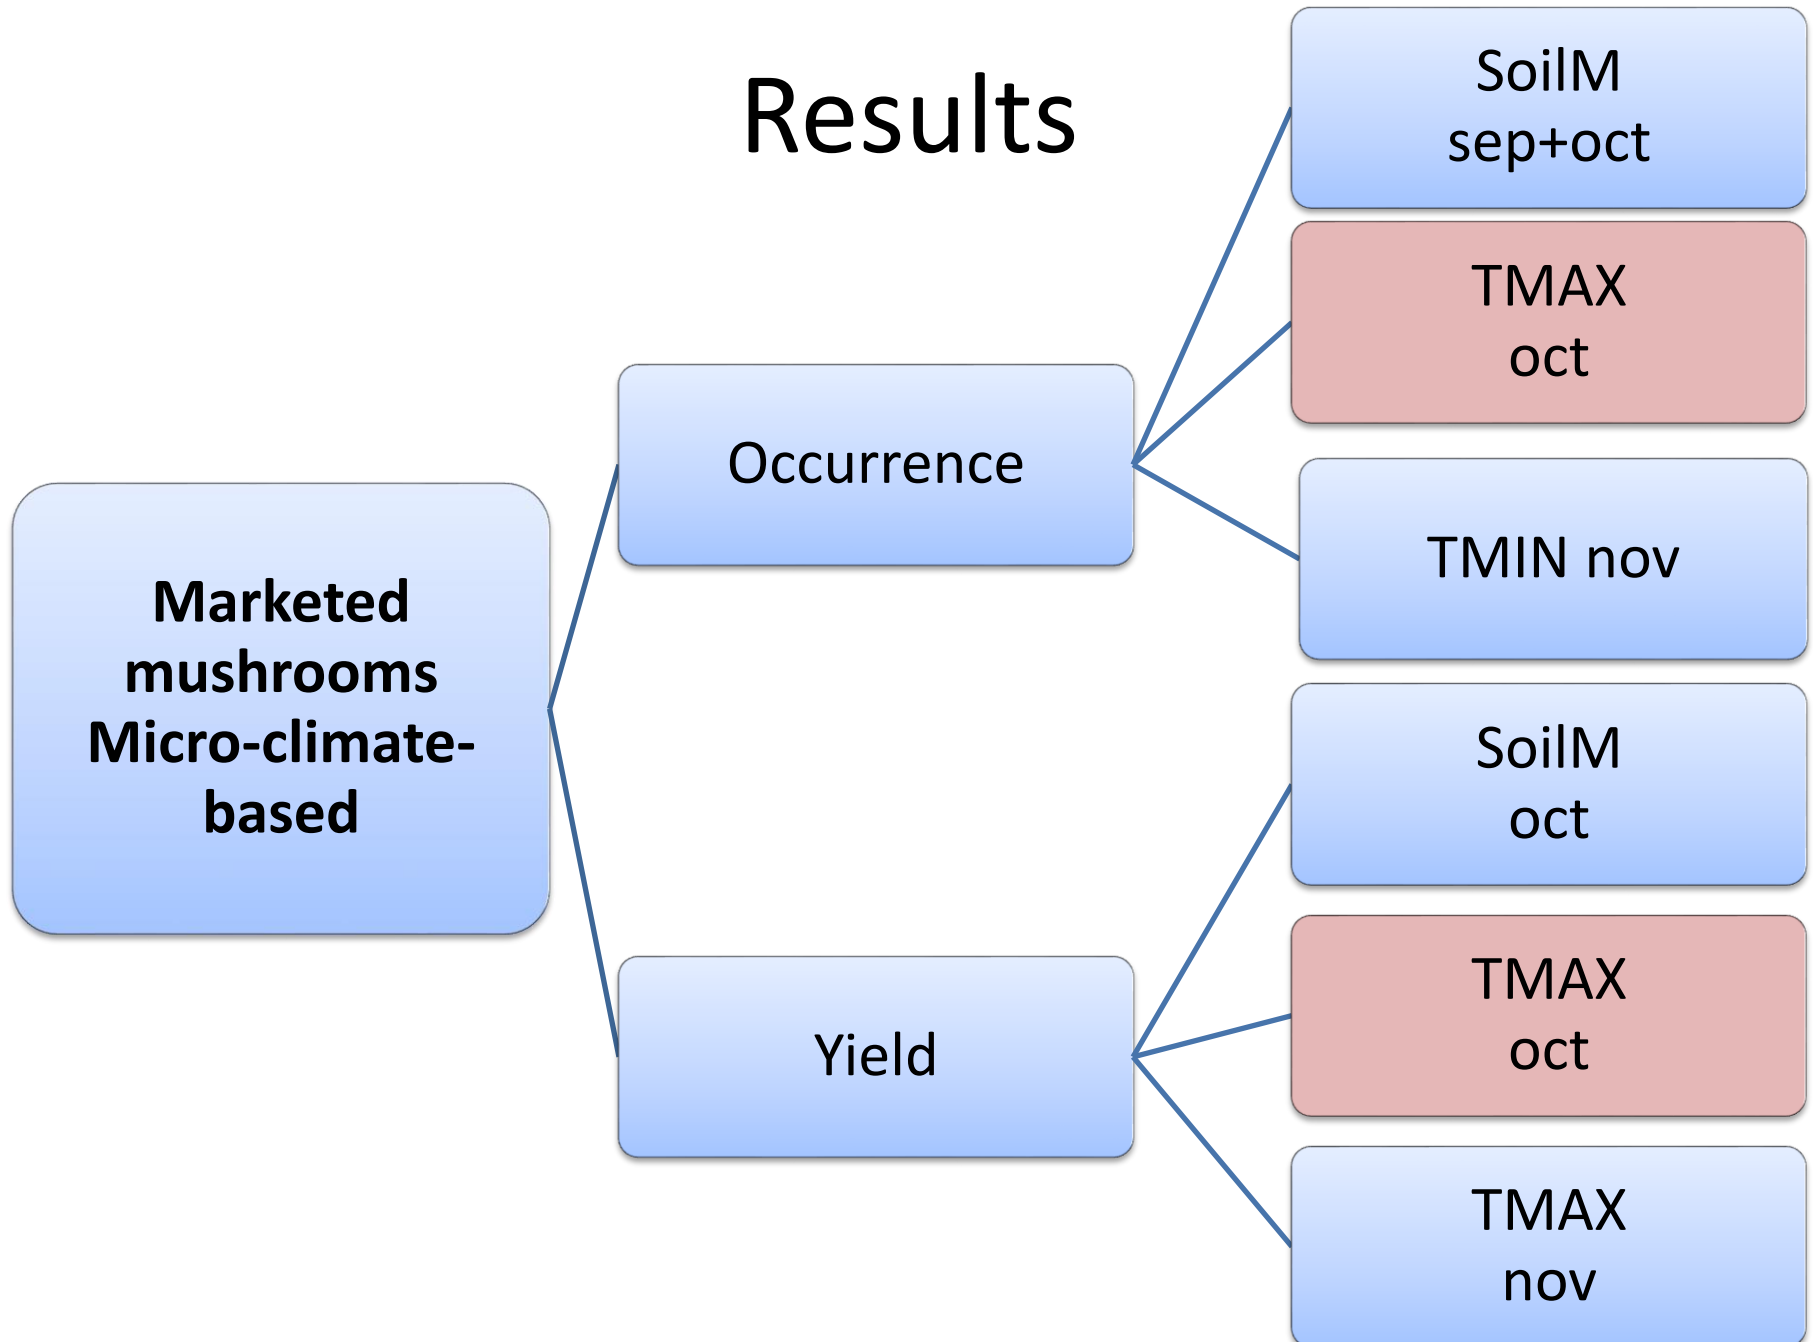 Results
Marketed
mushrooms
Micro-climate-
based
Occurrence
SoilM
sep+oct
TMAX
oct
TMIN nov
Yield
SoilM
oct
TMAX
oct
TMAX
nov